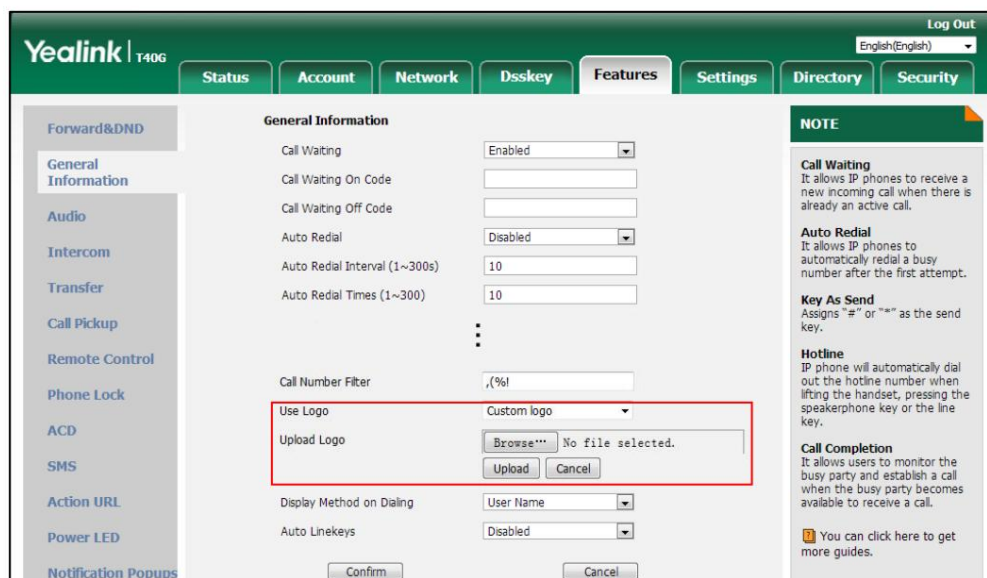 Log Out
Yealink | T40G
English(English)
Status Account Network Dsskey Features Settings Directory Security
Forward&DND
General
Information
Audio
Intercom
Transfer
Call Pickup
Remote Control
Phone Lock
ACD
SMS
Action URL
Power LED
Notification Popups
General Information
Call Waiting Enabled
Call Waiting On Code
Call Waiting Off Code
Auto Redial Disabled
Auto Redial Interval (1~300s) 10
Auto Redial Times (1~300) 10
Call Number Filter ,(%!
Use Logo Custom logo
Upload Logo Browse··· No file selected.
Upload Cancel
Display Method on Dialing User Name
Auto Linekeys Disabled
Confirm Cancel
NOTE
Call Waiting
It allows IP phones to receive a
new incoming call when there is
already an active call.
Auto Redial
It allows IP phones to
automatically redial a busy
number after the first attempt.
Key As Send
Assigns "#" or "*" as the send
key.
Hotline
IP phone will automatically dial
out the hotline number when
lifting the handset, pressing the
speakerphone key or the line
key.
Call Completion
It allows users to monitor the
busy party and establish a call
when the busy party becomes
available to receive a call.
You can click here to get
more guides.